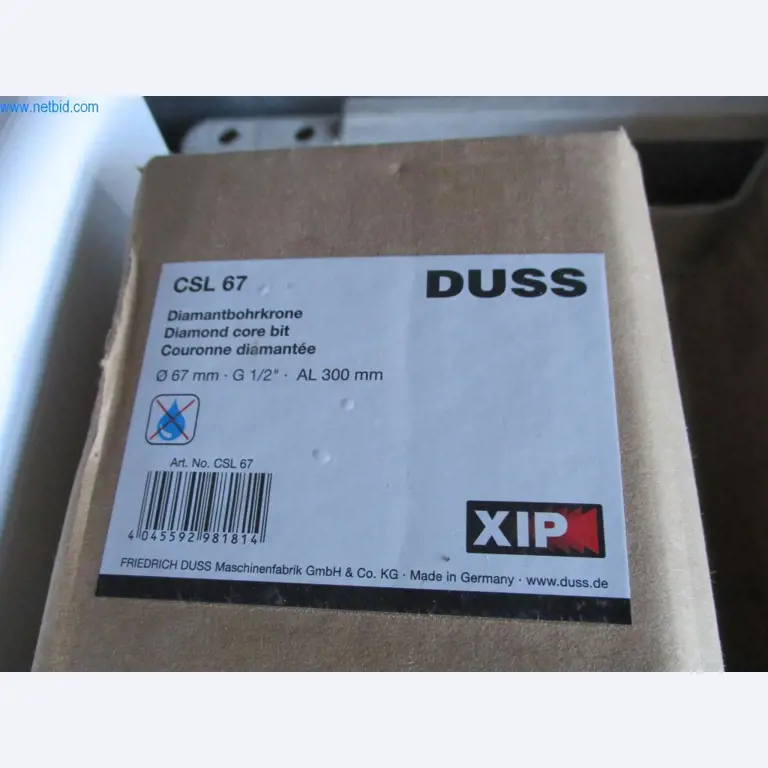 www.netbid.com
CSL 67
DUSS
Diamantbohrkrone
Diamond core bit
Couronne diamantée
Ø 67 mm · G 1/2" · AL 300 mm
Art. No. CSL 67
4 045592 981814
XIP
FRIEDRICH DUSS Maschinenfabrik GmbH & Co. KG · Made in Germany · www.duss.de